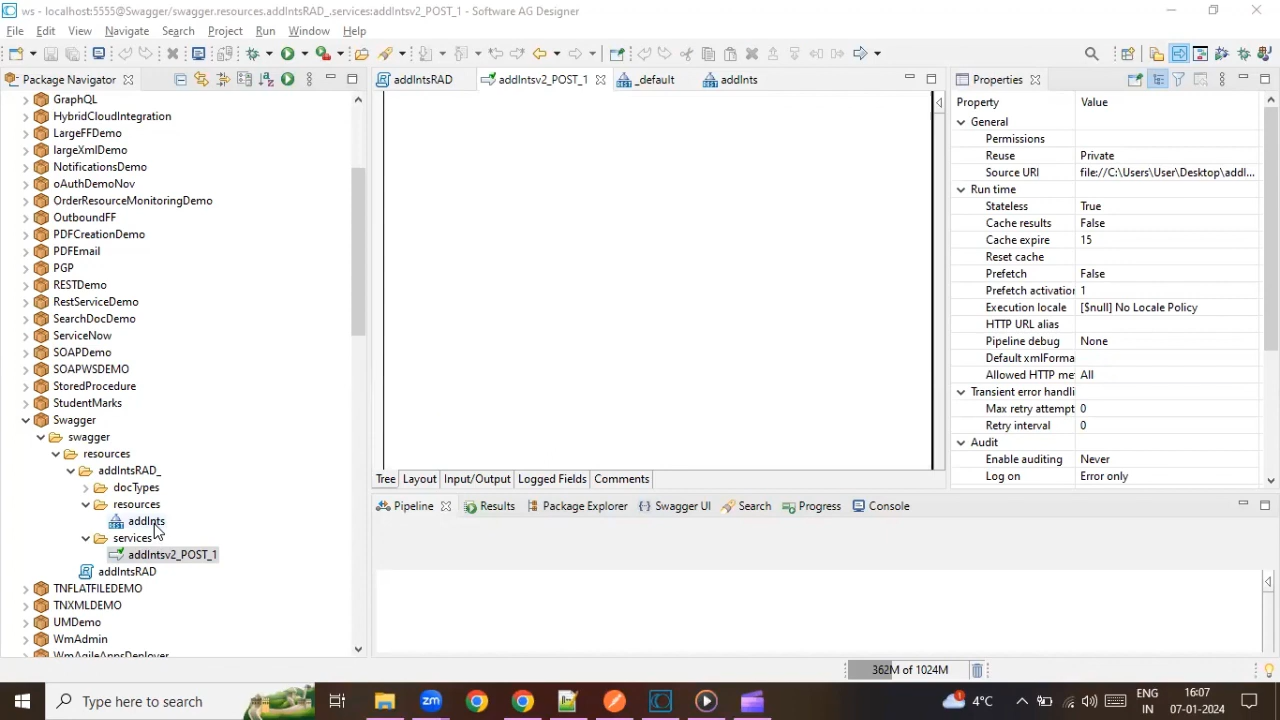 ws - localhost:5555@Swagger/swagger.resources.addIntsRAD_.services:addIntsv2_POST_1 - Software AG Designer
File Edit View Navigate Search Project Run Window Help
Package Navigator
addIntsRAD addIntsv2_POST_1 _default addInts
Properties
GraphQL
HybridCloudIntegration
LargeFFDemo
largeXmlDemo
NotificationsDemo
oAuthDemoNov
OrderResourceMonitoringDemo
OutboundFF
PDFCreationDemo
PDFEmail
PGP
RESTDemo
RestServiceDemo
SearchDocDemo
ServiceNow
SOAPDemo
SOAPWSDEMO
StoredProcedure
StudentMarks
Swagger
swagger
resources
addIntsRAD_
docTypes
resources
addInts
services
addIntsv2_POST_1
addIntsRAD
TNFLATFILEDEMO
TNXMLDEMO
UMDemo
WmAdmin
WmAgileAppsDeployer
Tree Layout Input/Output Logged Fields Comments
Pipeline Results Package Explorer Swagger UI Search Progress Console
Property Value
General
Permissions
Reuse Private
Source URI file://C:\Users\User\Desktop\addI...
Run time
Stateless True
Cache results False
Cache expire 15
Reset cache
Prefetch False
Prefetch activation 1
Execution locale [$null] No Locale Policy
HTTP URL alias
Pipeline debug None
Default xmlForma
Allowed HTTP me All
Transient error handli
Max retry attempt 0
Retry interval 0
Audit
Enable auditing Never
Log on Error only
362M of 1024M
Type here to search
4°C
ENG
IN
16:07
07-01-2024